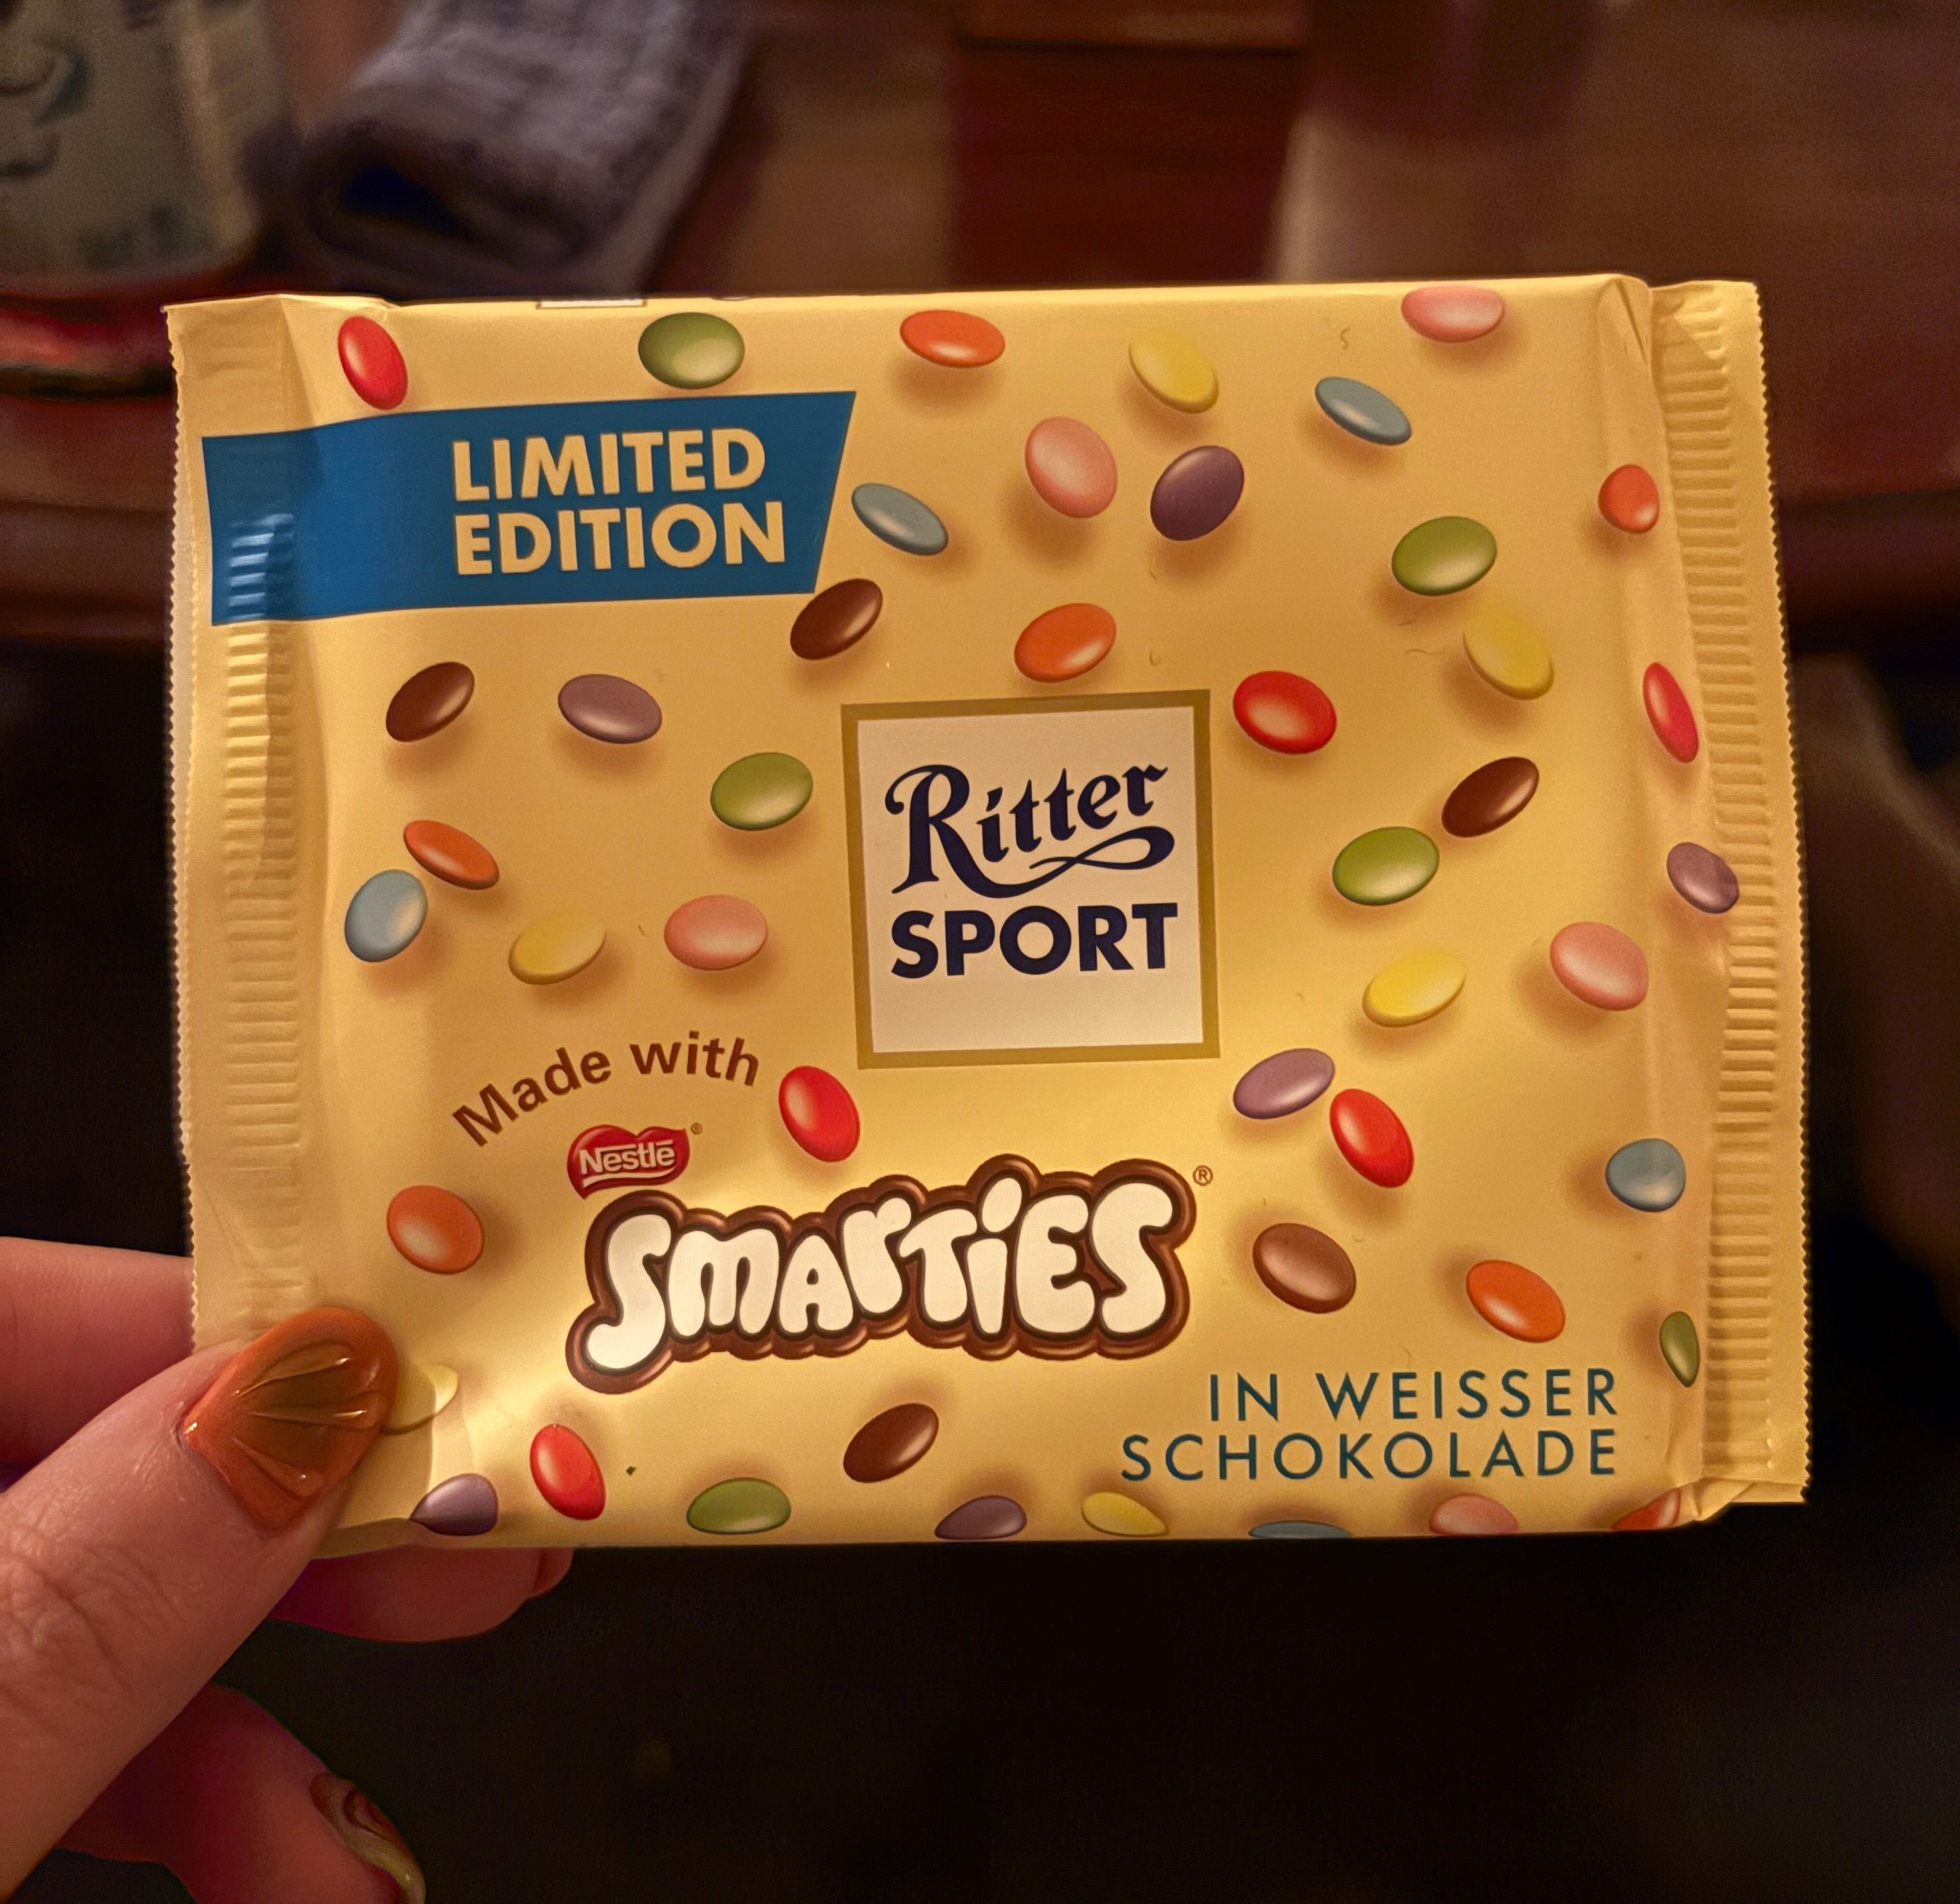 LIMITED
EDITION
Ritter
SPORT
Made with
Nestlé®
SMARTIES®
IN WEISSER
SCHOKOLADE